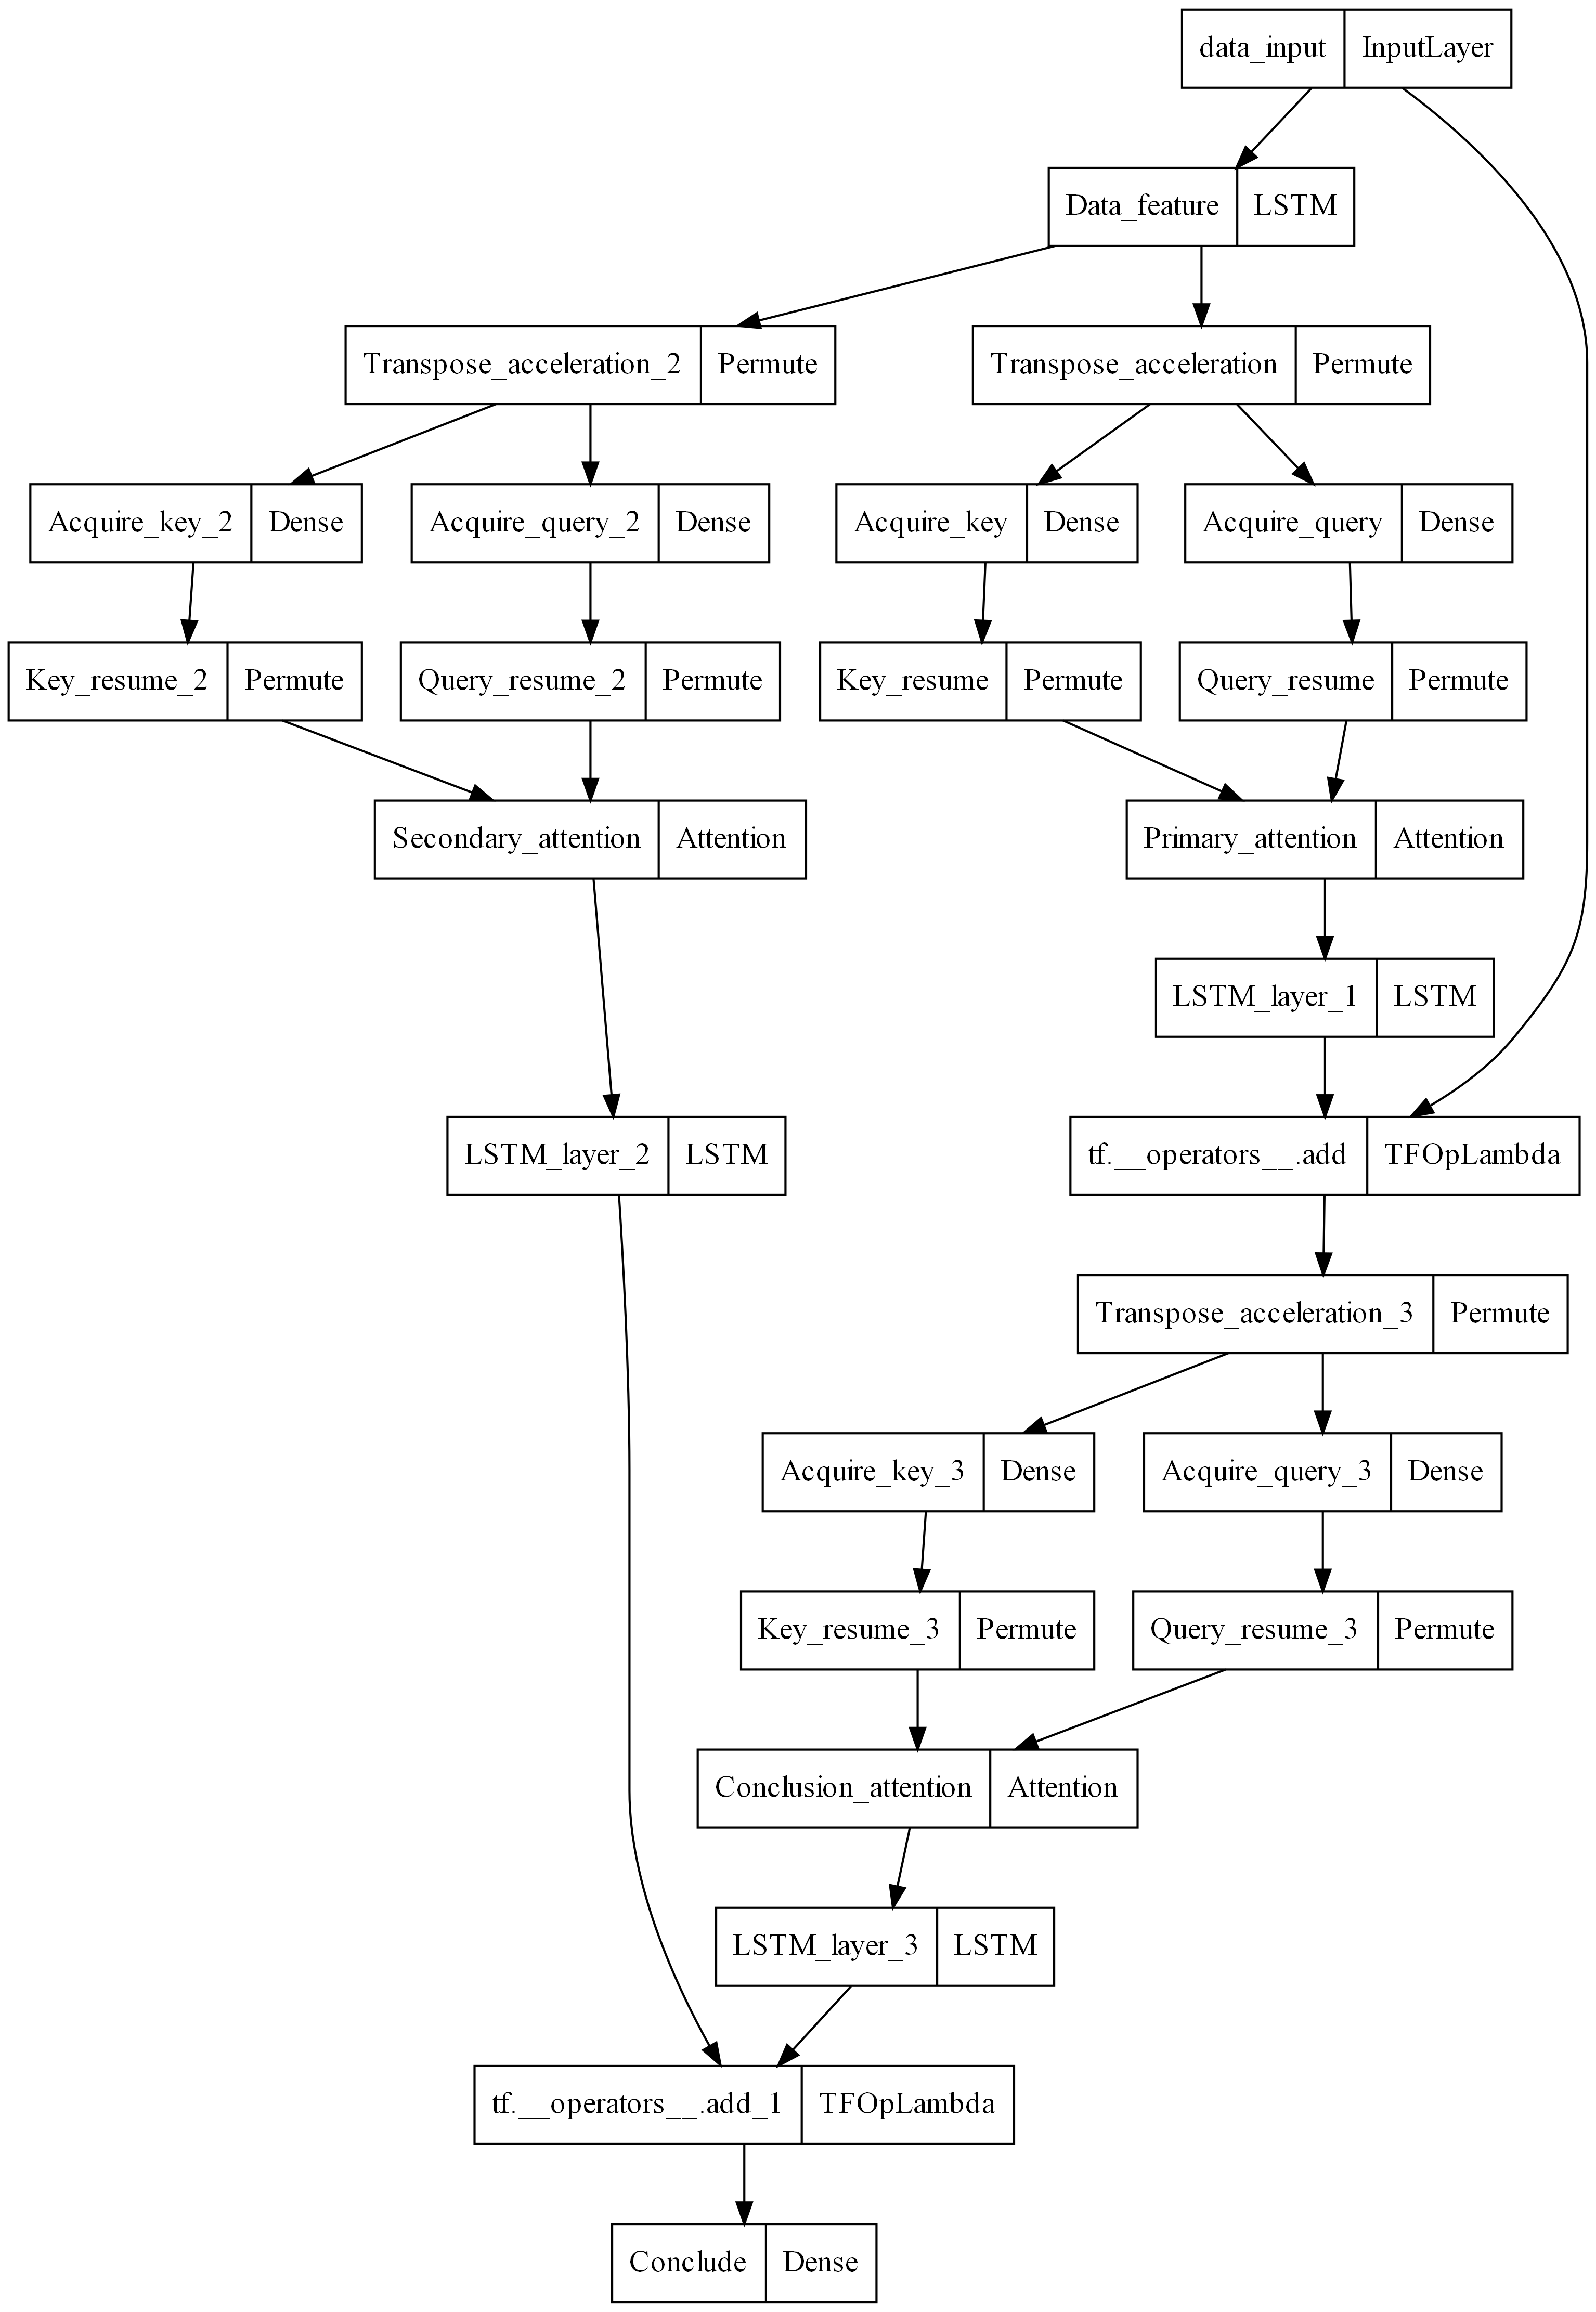 data_input InputLayer
Data_feature LSTM
Transpose_acceleration_2 Permute
Transpose_acceleration Permute
Acquire_key_2 Dense
Acquire_query_2 Dense
Acquire_key Dense
Acquire_query Dense
Key_resume_2 Permute
Query_resume_2 Permute
Key_resume Permute
Query_resume Permute
Secondary_attention Attention
Primary_attention Attention
LSTM_layer_1 LSTM
LSTM_layer_2 LSTM
tf.__operators__.add TFOpLambda
Transpose_acceleration_3 Permute
Acquire_key_3 Dense
Acquire_query_3 Dense
Key_resume_3 Permute
Query_resume_3 Permute
Conclusion_attention Attention
LSTM_layer_3 LSTM
tf.__operators__.add_1 TFOpLambda
Conclude Dense